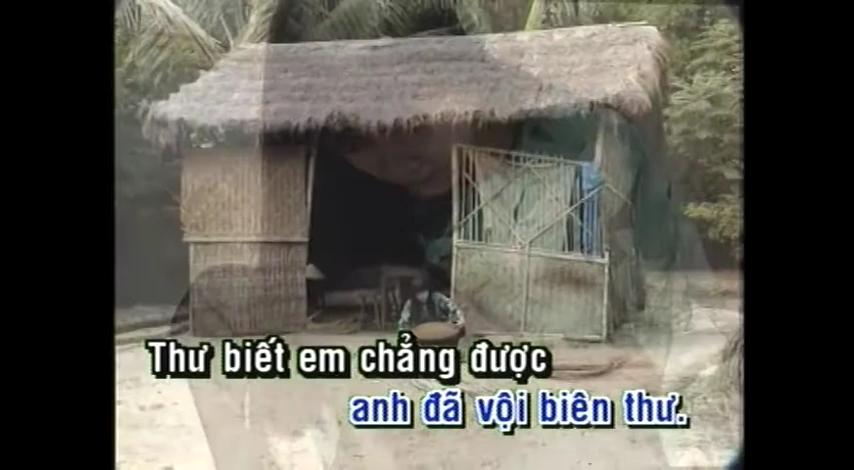 Thư biết em chẳng được
anh đã vội biên thư.